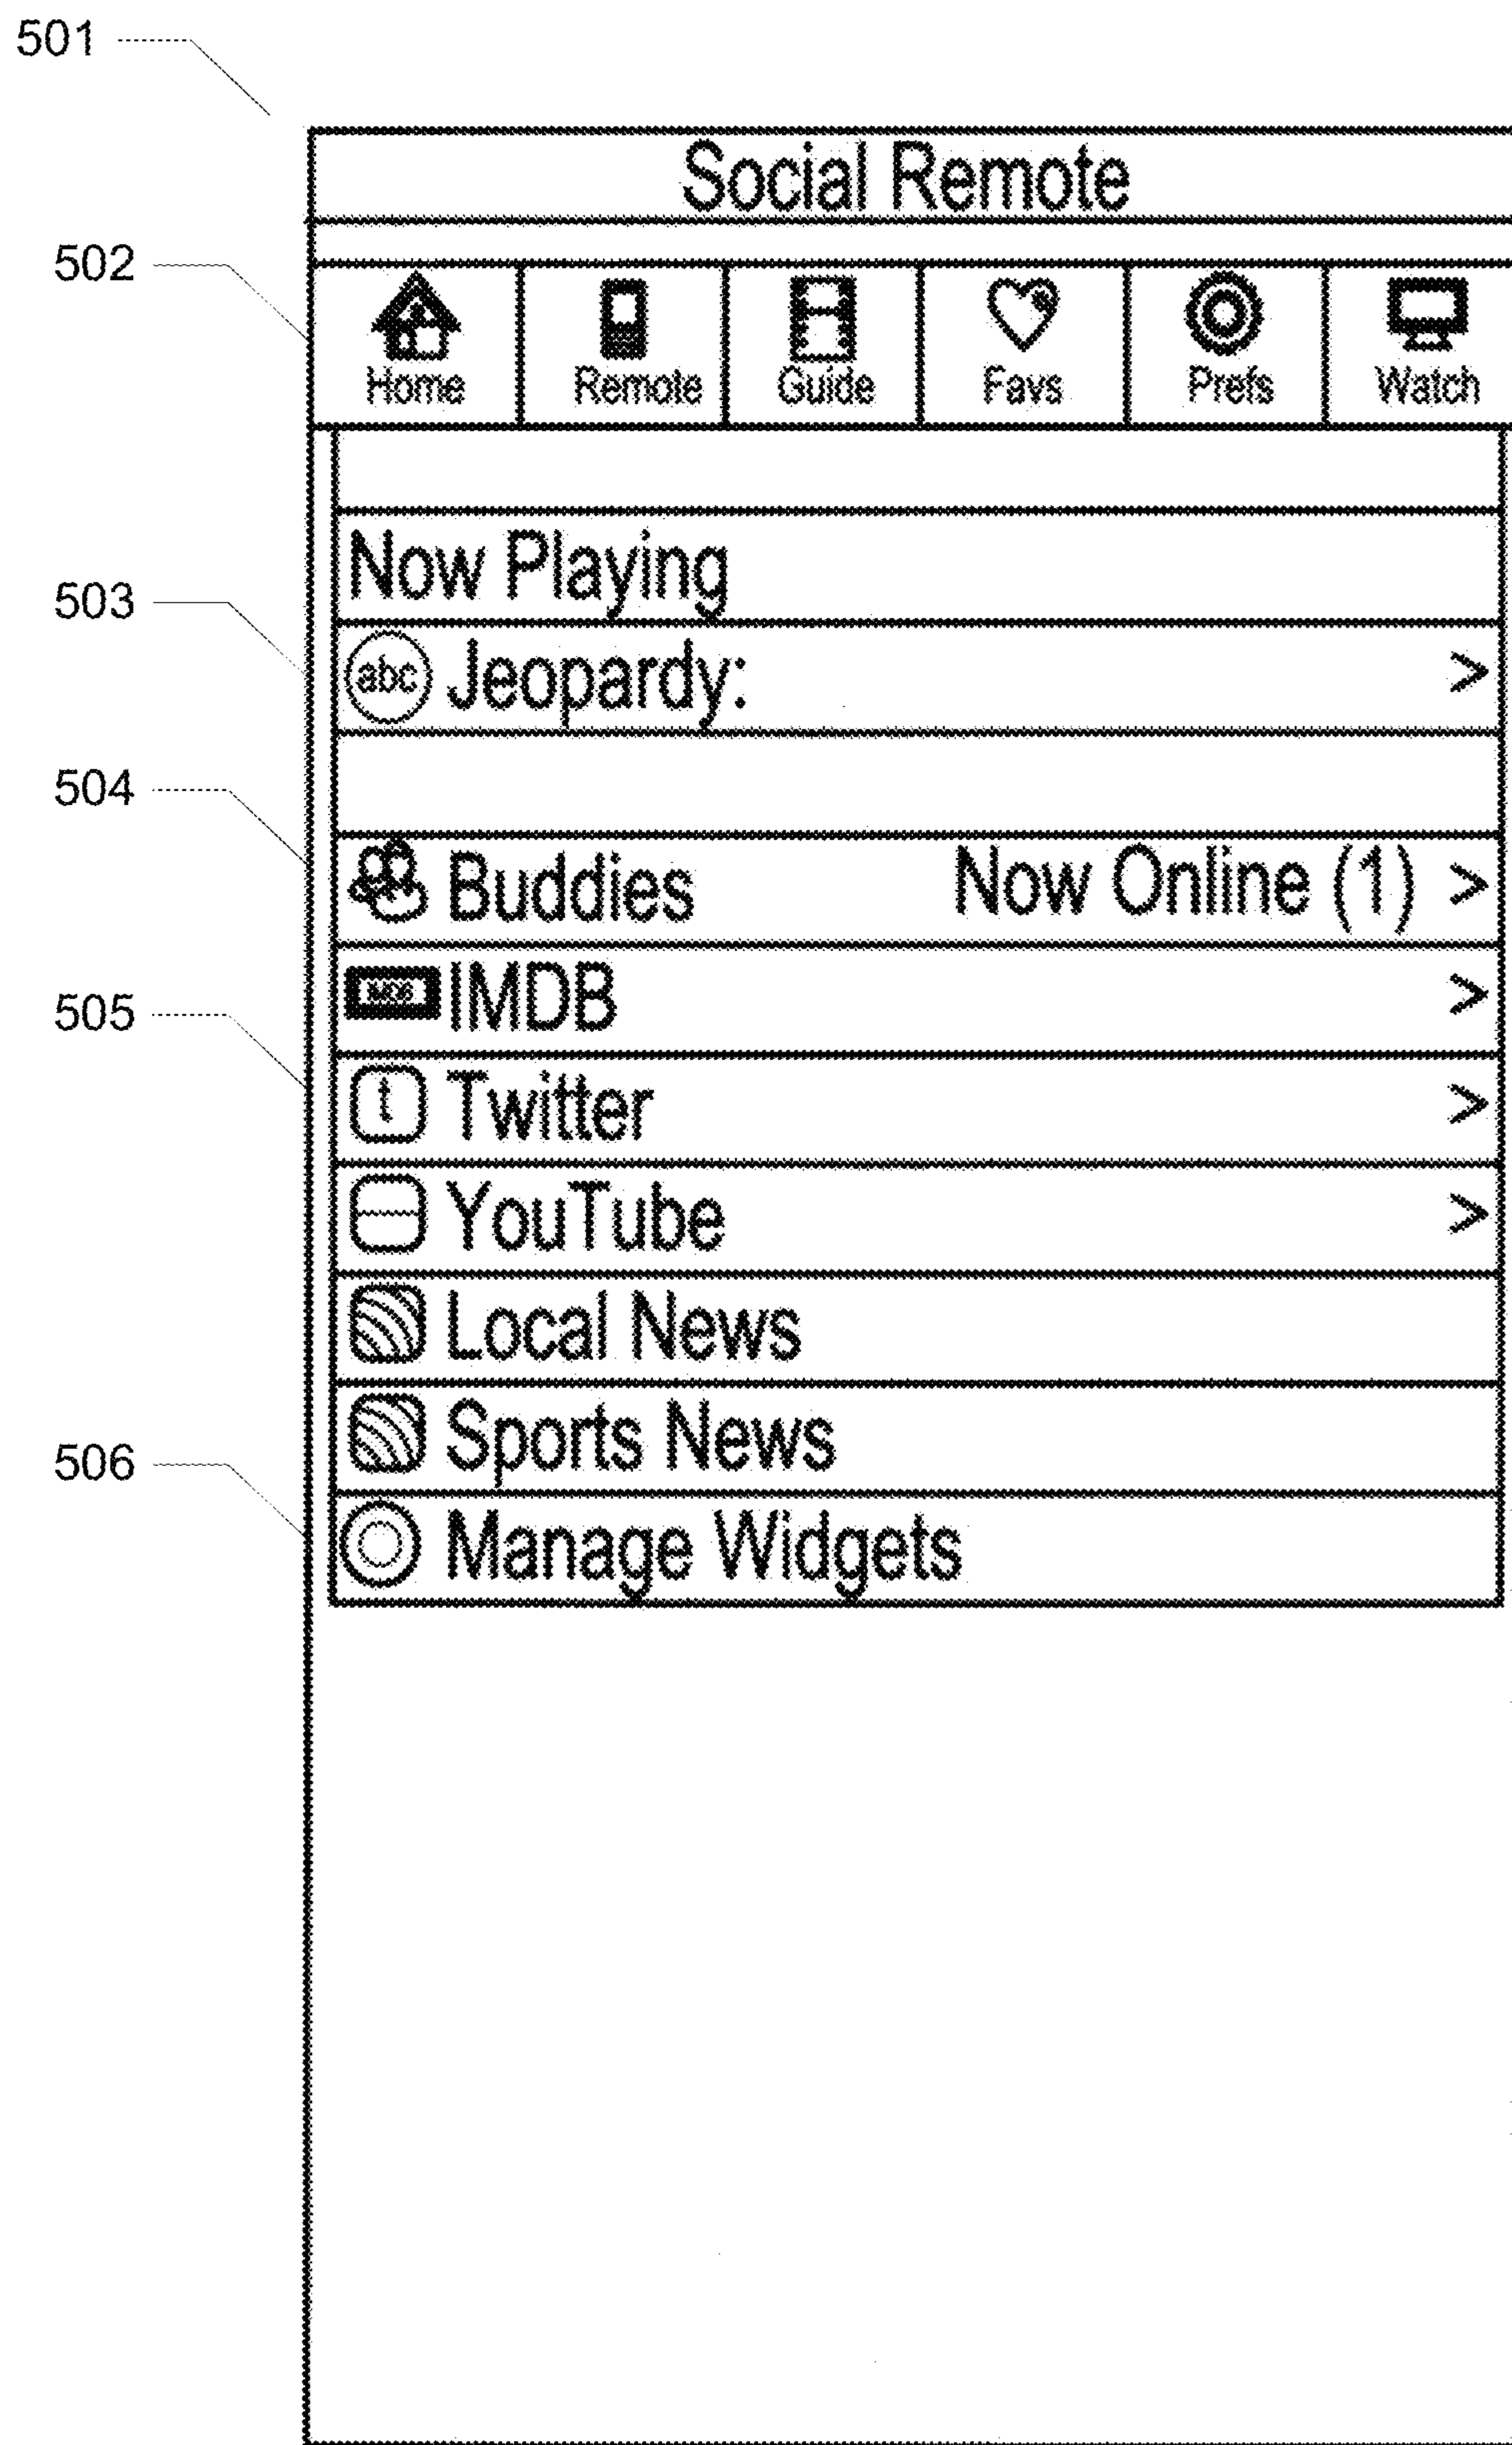 501
Social Remote
502
Home Remote Guide Favs Prefs Watch
Now Playing
503
abc Jeopardy: >
504
Buddies Now Online (1) >
IMDB IMDB >
505
t Twitter >
YouTube >
Local News
Sports News
506
Manage Widgets